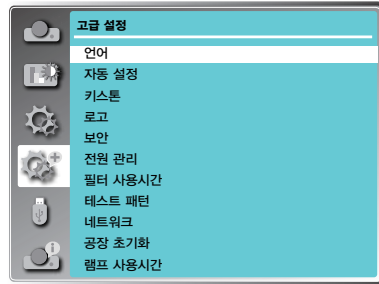 고급 설정
언어
자동 설정
키스톤
로고
보안
전원 관리
필터 사용시간
테스트 패턴
네트워크
공장 초기화
램프 사용시간